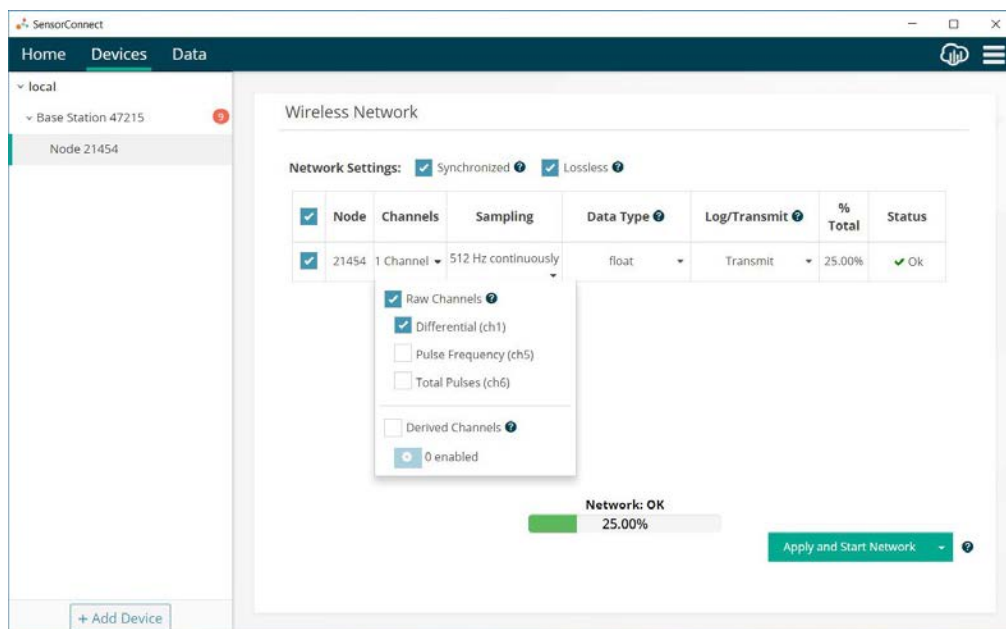 SensorConnect
Home Devices Data
local
Base Station 47215 9
Node 21454
+ Add Device
Wireless Network
Network Settings: Synchronized ? Lossless ?
Node Channels Sampling Data Type ? Log/Transmit ? % Total Status
21454 1 Channel 512 Hz continuously float Transmit 25.00% Ok
Raw Channels ?
Differential (ch1)
Pulse Frequency (ch5)
Total Pulses (ch6)
Derived Channels ?
0 enabled
Network: OK
25.00%
Apply and Start Network ?